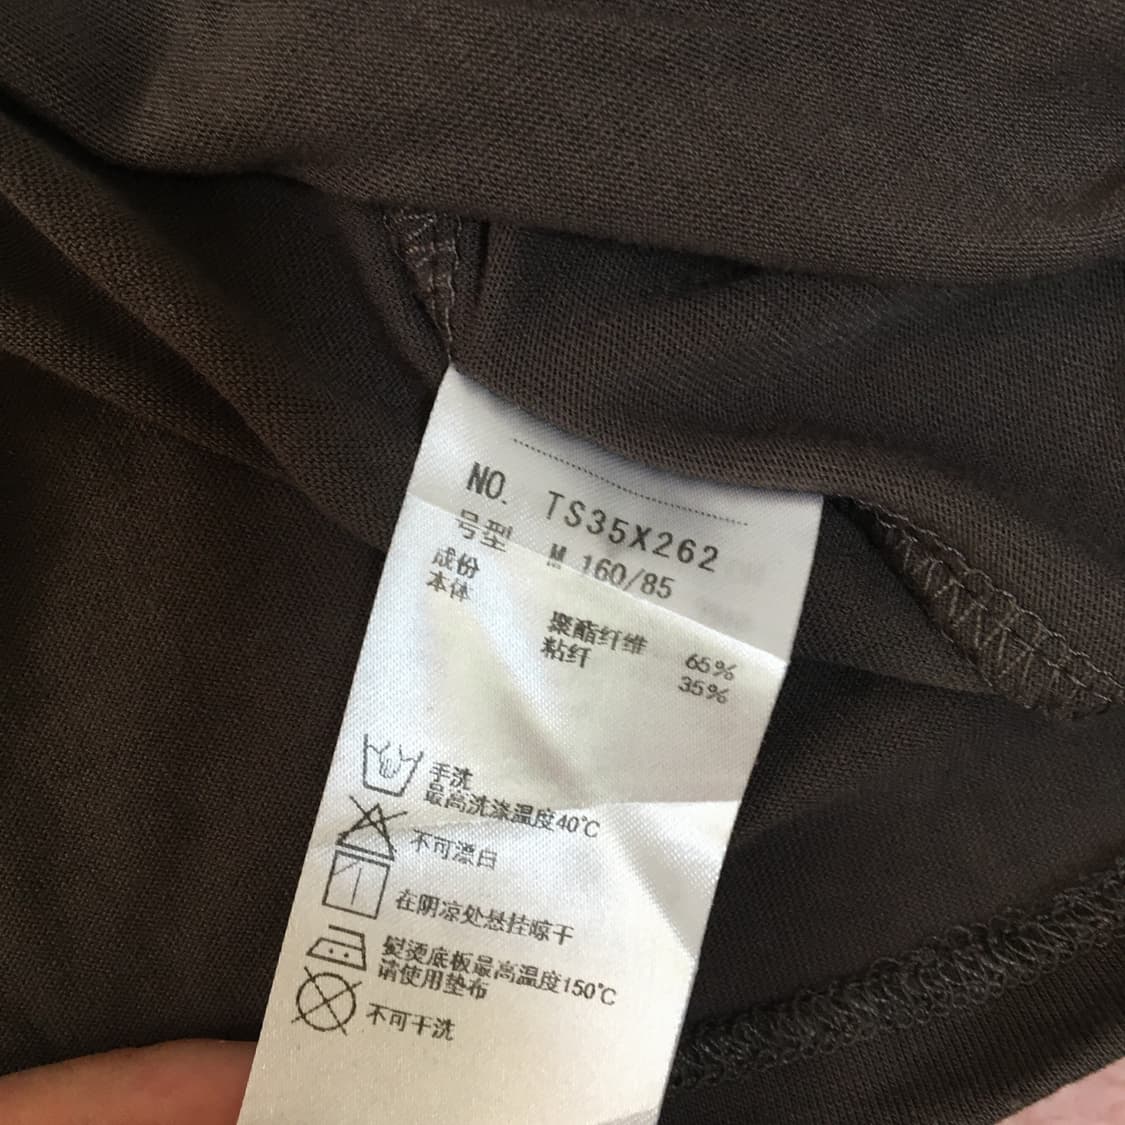 NO. TS35X262
号型 M 160/85
成份
本体
聚酯纤维 65%
粘纤 35%
手洗
最高洗涤温度40℃
不可漂白
在阴凉处悬挂晾干
熨烫底板最高温度150℃
请使用垫布
不可干洗